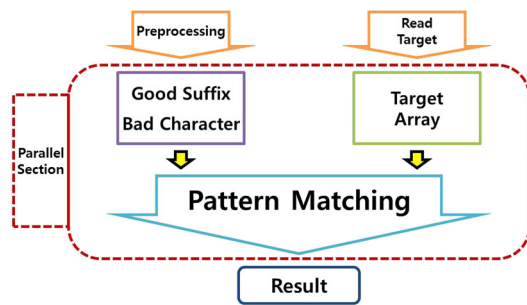 Preprocessing
Read
Target
Good Suffix
Bad Character
Target
Array
Parallel
Section
Pattern Matching
Result